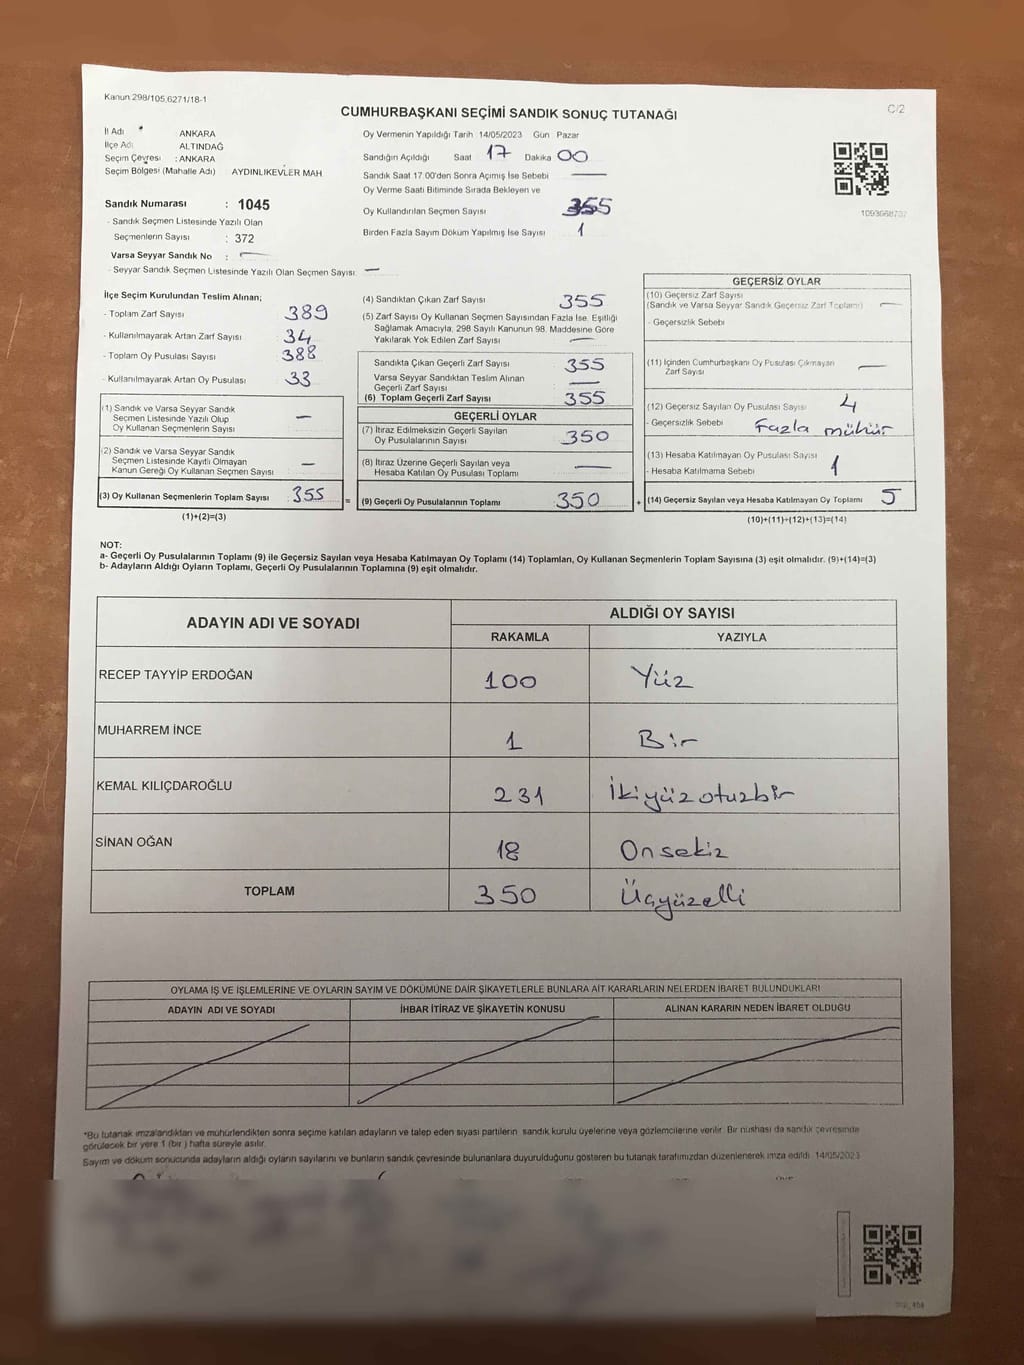 Kanun:298/105,6271/18-1
C/2
CUMHURBAŞKANI SEÇİMİ SANDIK SONUÇ TUTANAĞI
İl Adı ANKARA
İlçe Adı ALTINDAĞ
Seçim Çevresi : ANKARA
Seçim Bölgesi (Mahalle Adı) AYDINLIKEVLER MAH
Sandık Numarası : 1045
- Sandık Seçmen Listesinde Yazılı Olan
Seçmenlerin Sayısı : 372
Varsa Seyyar Sandık No : —
- Seyyar Sandık Seçmen Listesinde Yazılı Olan Seçmen Sayısı: —
Oy Vermenin Yapıldığı Tarih 14/05/2023 Gün Pazar
Sandığın Açıldığı Saat 17 Dakika 00
Sandık Saat 17.00'den Sonra Açımış İse Sebebi —
Oy Verme Saati Bitiminde Sırada Bekleyen ve
Oy Kullandırılan Seçmen Sayısı
Birden Fazla Sayım Döküm Yapılmış İse Sayısı 1
İlçe Seçim Kurulundan Teslim Alınan;
- Toplam Zarf Sayısı 389
- Kullanılmayarak Artan Zarf Sayısı 34
- Toplam Oy Pusulası Sayısı 388
- Kullanılmayarak Artan Oy Pusulası 33
(1) Sandık ve Varsa Seyyar Sandık
Seçmen Listesinde Yazılı Olup
Oy Kullanan Seçmenlerin Sayısı —
(2) Sandık ve Varsa Seyyar Sandık
Seçmen Listesinde Kayıtlı Olmayan
Kanun Gereği Oy Kullanan Seçmen Sayısı —
(3) Oy Kullanan Seçmenlerin Toplam Sayısı 355 =
(1)+(2)=(3)
(4) Sandıktan Çıkan Zarf Sayısı 355
(5) Zarf Sayısı Oy Kullanan Seçmen Sayısından Fazla İse, Eşitliği
Sağlamak Amacıyla, 298 Sayılı Kanunun 98. Maddesine Göre
Yakılarak Yok Edilen Zarf Sayısı —
Sandıkta Çıkan Geçerli Zarf Sayısı 355
Varsa Seyyar Sandıktan Teslim Alınan
Geçerli Zarf Sayısı —
(6) Toplam Geçerli Zarf Sayısı 355
GEÇERLİ OYLAR
(7) İtiraz Edilmeksizin Geçerli Sayılan
Oy Pusulalarının Sayısı 350
(8) İtiraz Üzerine Geçerli Sayılan veya
Hesaba Katılan Oy Pusulası Toplamı —
(9) Geçerli Oy Pusulalarının Toplamı 350 +
GEÇERSİZ OYLAR
(10) Geçersiz Zarf Sayısı
(Sandık ve Varsa Seyyar Sandık Geçersiz Zarf Toplamı) —
- Geçersizlik Sebebi
(11) İçinden Cumhurbaşkanı Oy Pusulası Çıkmayan
Zarf Sayısı —
(12) Geçersiz Sayılan Oy Pusulası Sayısı 4
- Geçersizlik Sebebi Fazla mühür
(13) Hesaba Katılmayan Oy Pusulası Sayısı
- Hesaba Katılmama Sebebi 1
(14) Geçersiz Sayılan veya Hesaba Katılmayan Oy Toplamı 5
(10)+(11)+(12)+(13)=(14)
NOT:
a- Geçerli Oy Pusulalarının Toplamı (9) ile Geçersiz Sayılan veya Hesaba Katılmayan Oy Toplamı (14) Toplamları, Oy Kullanan Seçmenlerin Toplam Sayısına (3) eşit olmalıdır. (9)+(14)=(3)
b- Adayların Aldığı Oyların Toplamı, Geçerli Oy Pusulalarının Toplamına (9) eşit olmalıdır.
ADAYIN ADI VE SOYADI ALDIĞI OY SAYISI
RAKAMLA YAZIYLA
RECEP TAYYİP ERDOĞAN 100 Yüz
MUHARREM İNCE 1 Bir
KEMAL KILIÇDAROĞLU 231 İkiyüzotuzbir
SİNAN OĞAN 18 Onsekiz
TOPLAM 350 Üçyüzelli
OYLAMA İŞ VE İŞLEMLERİNE VE OYLARIN SAYIM VE DÖKÜMÜNE DAİR ŞİKAYETLERLE BUNLARA AİT KARARLARIN NELERDEN İBARET BULUNDUKLARI
ADAYIN ADI VE SOYADI İHBAR İTİRAZ VE ŞİKAYETİN KONUSU ALINAN KARARIN NEDEN İBARET OLDUĞU
*Bu tutanak imzalandıktan ve mühürlendikten sonra seçime katılan adayların ve talep eden siyasi partilerin sandık kurulu üyelerine veya gözlemcilerine verilir. Bir nüshası da sandık çevresinde
görülecek bir yere 1 (bir ) hafta süreyle asılır.
Sayım ve döküm sonucunda adayların aldığı oyların sayılarını ve bunların sandık çevresinde bulunanlara duyurulduğunu gösteren bu tutanak tarafımızdan düzenlenerek imza edildi. 14/05/2023